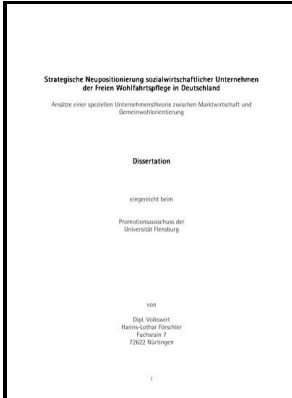 Strategische Neupositionierung sozialwirtschaftlicher Unternehmen
der Freien Wohlfahrtspflege in Deutschland
Ansätze einer speziellen Unternehmenstheorie zwischen Marktwirtschaft und
Gemeinwohlorientierung
Dissertation
eingereicht beim
Promotionsausschuss der
Universität Flensburg
von
Dipl. Volkswirt
Hanns-Lothar Förschler
Fachsrain 7
72622 Nürtingen
1